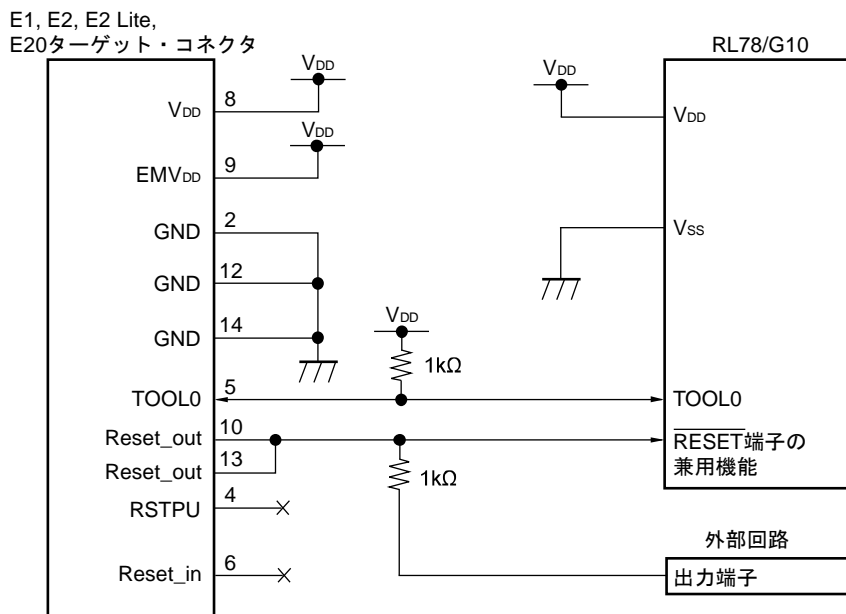 E1, E2, E2 Lite,
E20ターゲット・コネクタ
RL78/G10
VDD
VDD
VDD
8
VDD
VDD
EMVDD
9
GND
2
VSS
GND
12
GND
14
VDD
1kΩ
TOOL0
5
TOOL0
Reset_out
10
RESET端子の
兼用機能
Reset_out
13
1kΩ
RSTPU
4
外部回路
Reset_in
6
出力端子